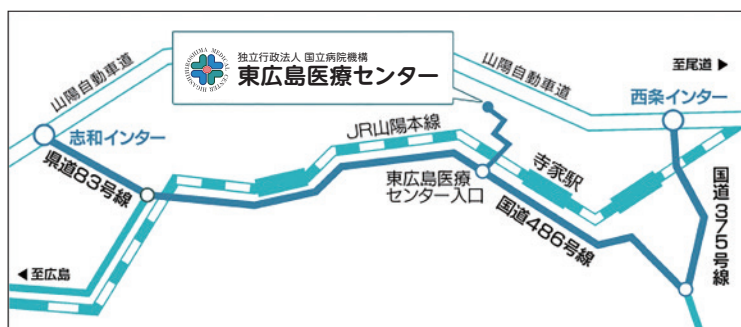 独立行政法人 国立病院機構
東広島医療センター
HIGASHIHIROSHIMA MEDICAL CENTER
山陽自動車道
山陽自動車道
至尾道▶
西条インター
志和インター
JR山陽本線
県道83号線
東広島医療
センター入口
寺家駅
国道486号線
国道375号線
◀至広島